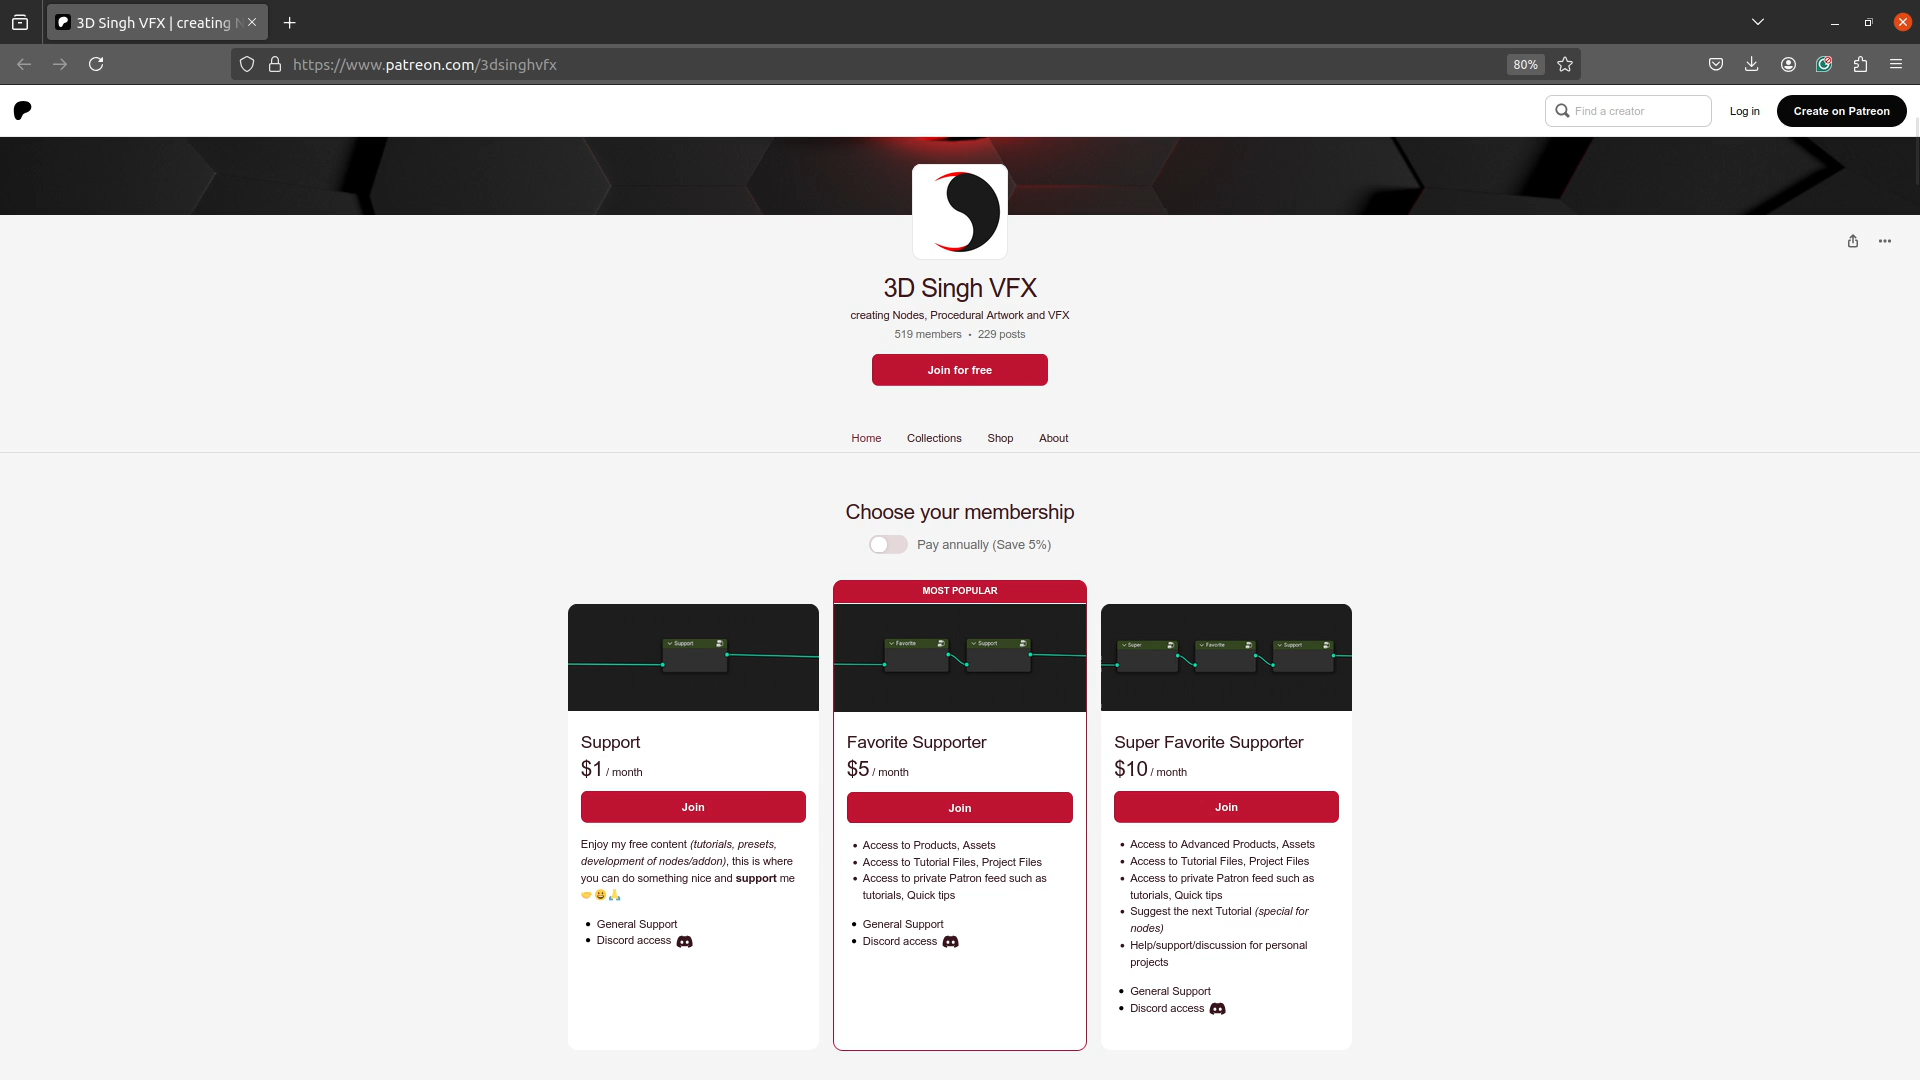 3D Singh VFX | creating N
https://www.patreon.com/3dsinghvfx
80%
Find a creator
Log in
Create on Patreon
3D Singh VFX
creating Nodes, Procedural Artwork and VFX
519 members • 229 posts
Join for free
Home
Collections
Shop
About
Choose your membership
Pay annually (Save 5%)
Support
Support
$1 / month
Join
Enjoy my free content (tutorials, presets,
development of nodes/addon), this is where
you can do something nice and support me
🤝😃🙏
• General Support
• Discord access
MOST POPULAR
Favorite
Support
Favorite Supporter
$5 / month
Join
• Access to Products, Assets
• Access to Tutorial Files, Project Files
• Access to private Patron feed such as
tutorials, Quick tips
• General Support
• Discord access
Super
Favorite
Support
Super Favorite Supporter
$10 / month
Join
• Access to Advanced Products, Assets
• Access to Tutorial Files, Project Files
• Access to private Patron feed such as
tutorials, Quick tips
• Suggest the next Tutorial (special for
nodes)
• Help/support/discussion for personal
projects
• General Support
• Discord access